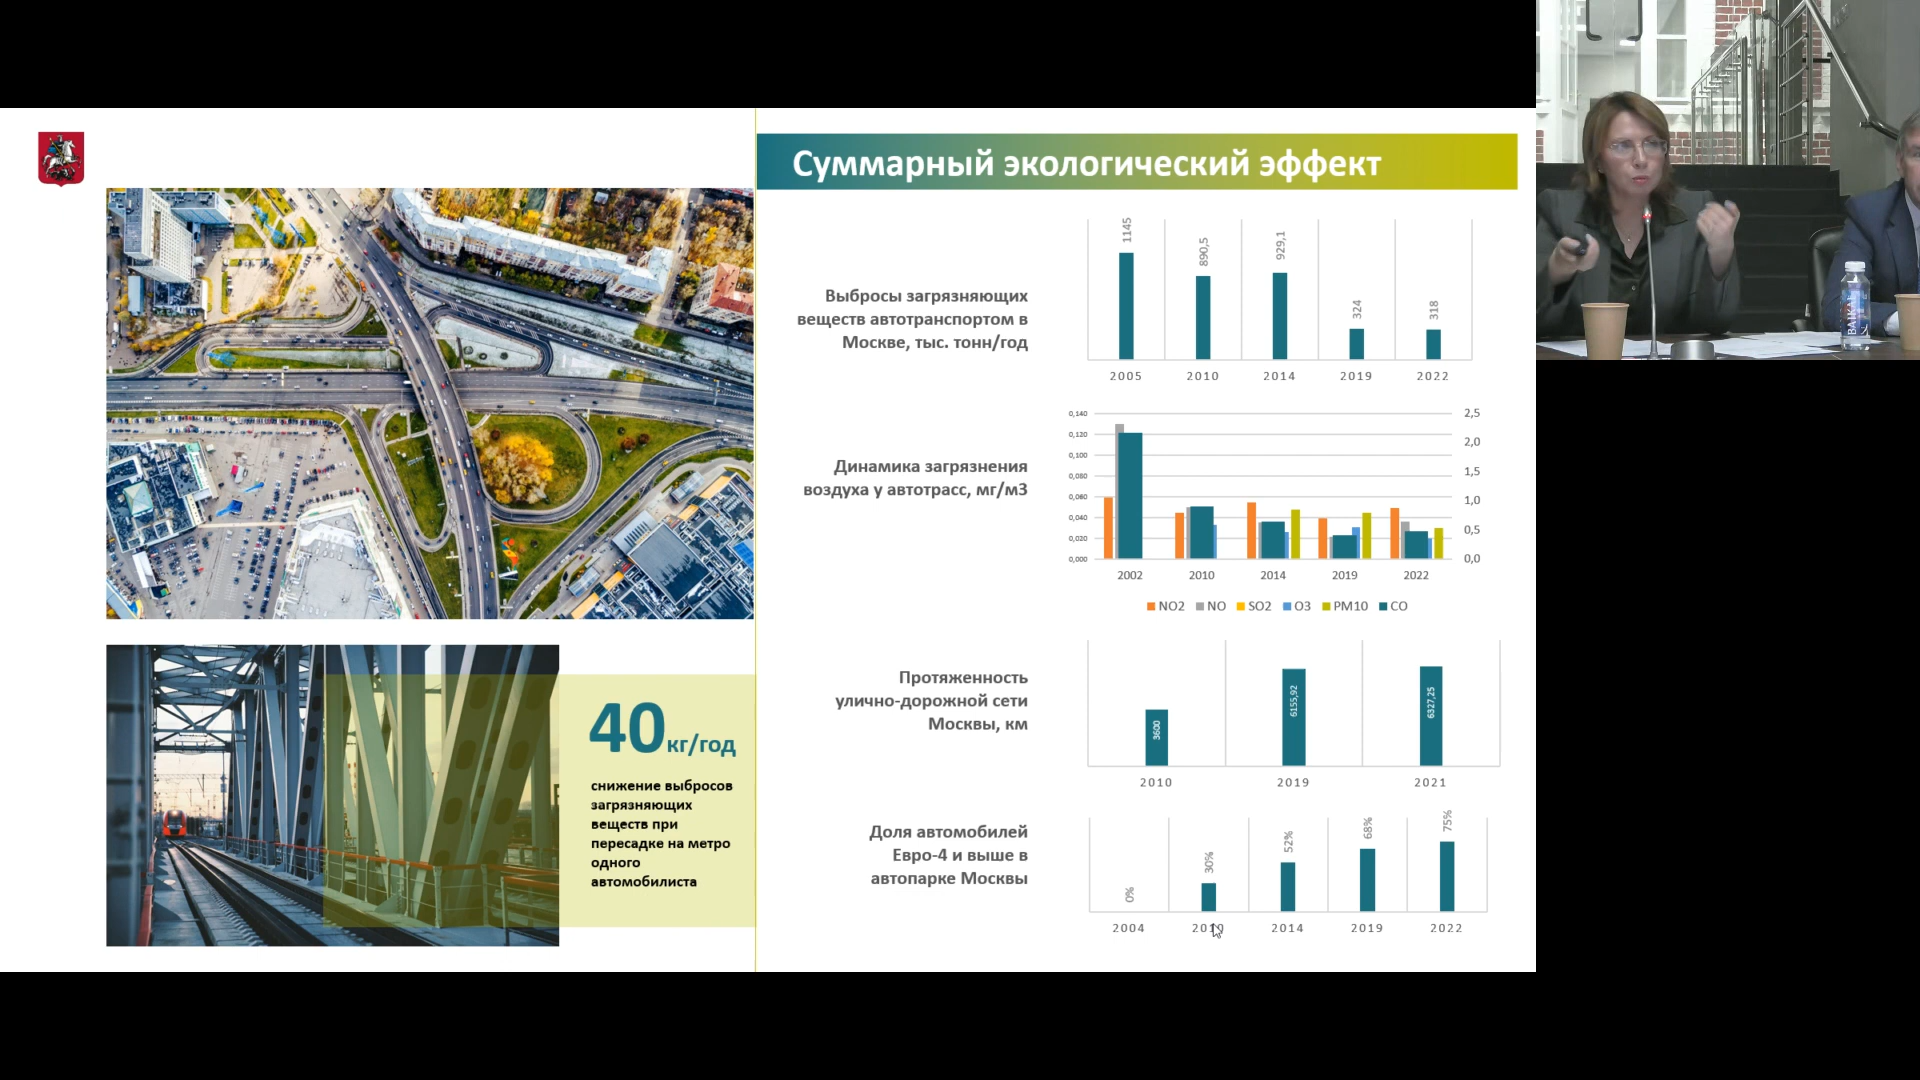 Суммарный экологический эффект
Выбросы загрязняющих
веществ автотранспортом в
Москве, тыс. тонн/год
1145
890,5
929,1
324
318
2005
2010
2014
2019
2022
Динамика загрязнения
воздуха у автотрасс, мг/м3
0,140
0,120
0,100
0,080
0,060
0,040
0,020
0,000
2,5
2,0
1,5
1,0
0,5
0,0
2002
2010
2014
2019
2022
NO2 NO SO2 O3 PM10 CO
Протяженность
улично-дорожной сети
Москвы, км
3600
6155,92
6327,25
2010
2019
2021
Доля автомобилей
Евро-4 и выше в
автопарке Москвы
0%
30%
52%
68%
75%
2004
2010
2014
2019
2022
40 кг/год
снижение выбросов
загрязняющих
веществ при
пересадке на метро
одного
автомобилиста